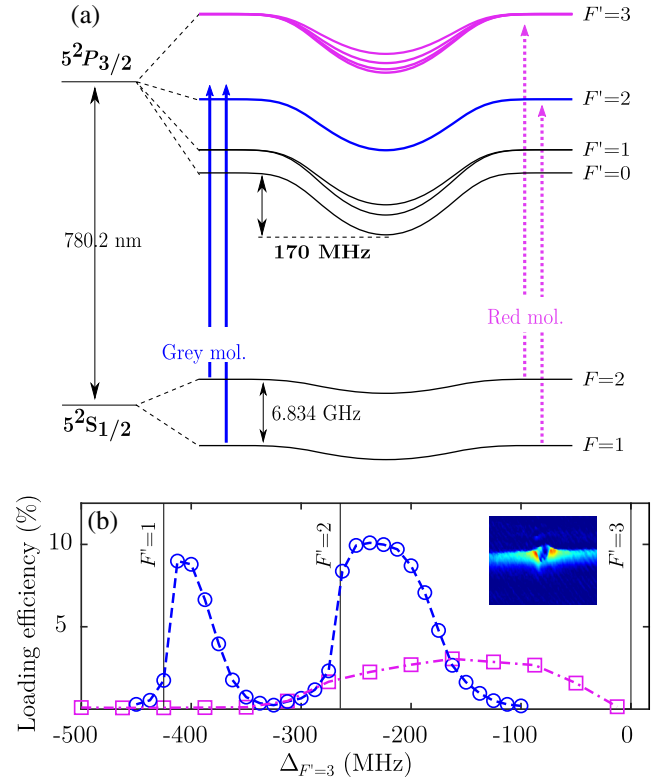 (a)
F'=3
5²P3/2
F'=2
F'=1
F'=0
780.2 nm
170 MHz
Grey mol.
Red mol.
F=2
6.834 GHz
5²S1/2
F=1
(b)
F'=1
F'=2
F'=3
Loading efficiency (%)
10
5
-500
-400
-300
-200
-100
0
ΔF'=3 (MHz)